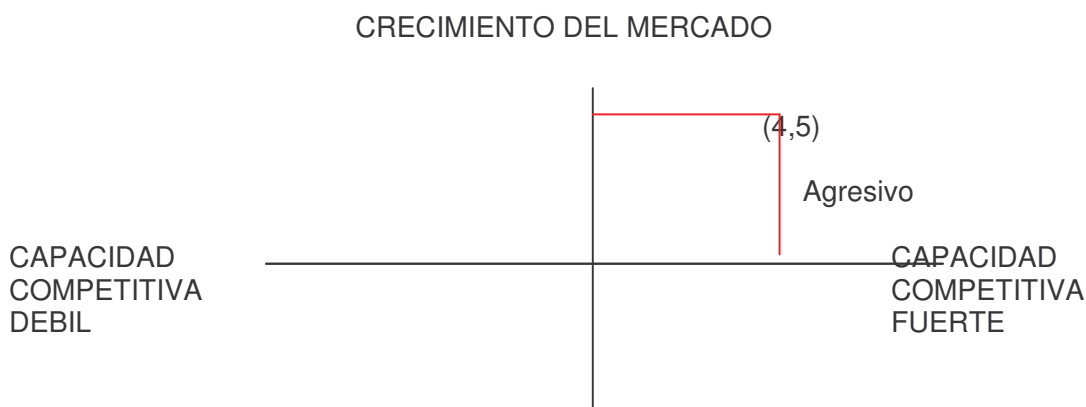 CRECIMIENTO DEL MERCADO
(4,5)
Agresivo
CAPACIDAD
COMPETITIVA
DEBIL
CAPACIDAD
COMPETITIVA
FUERTE